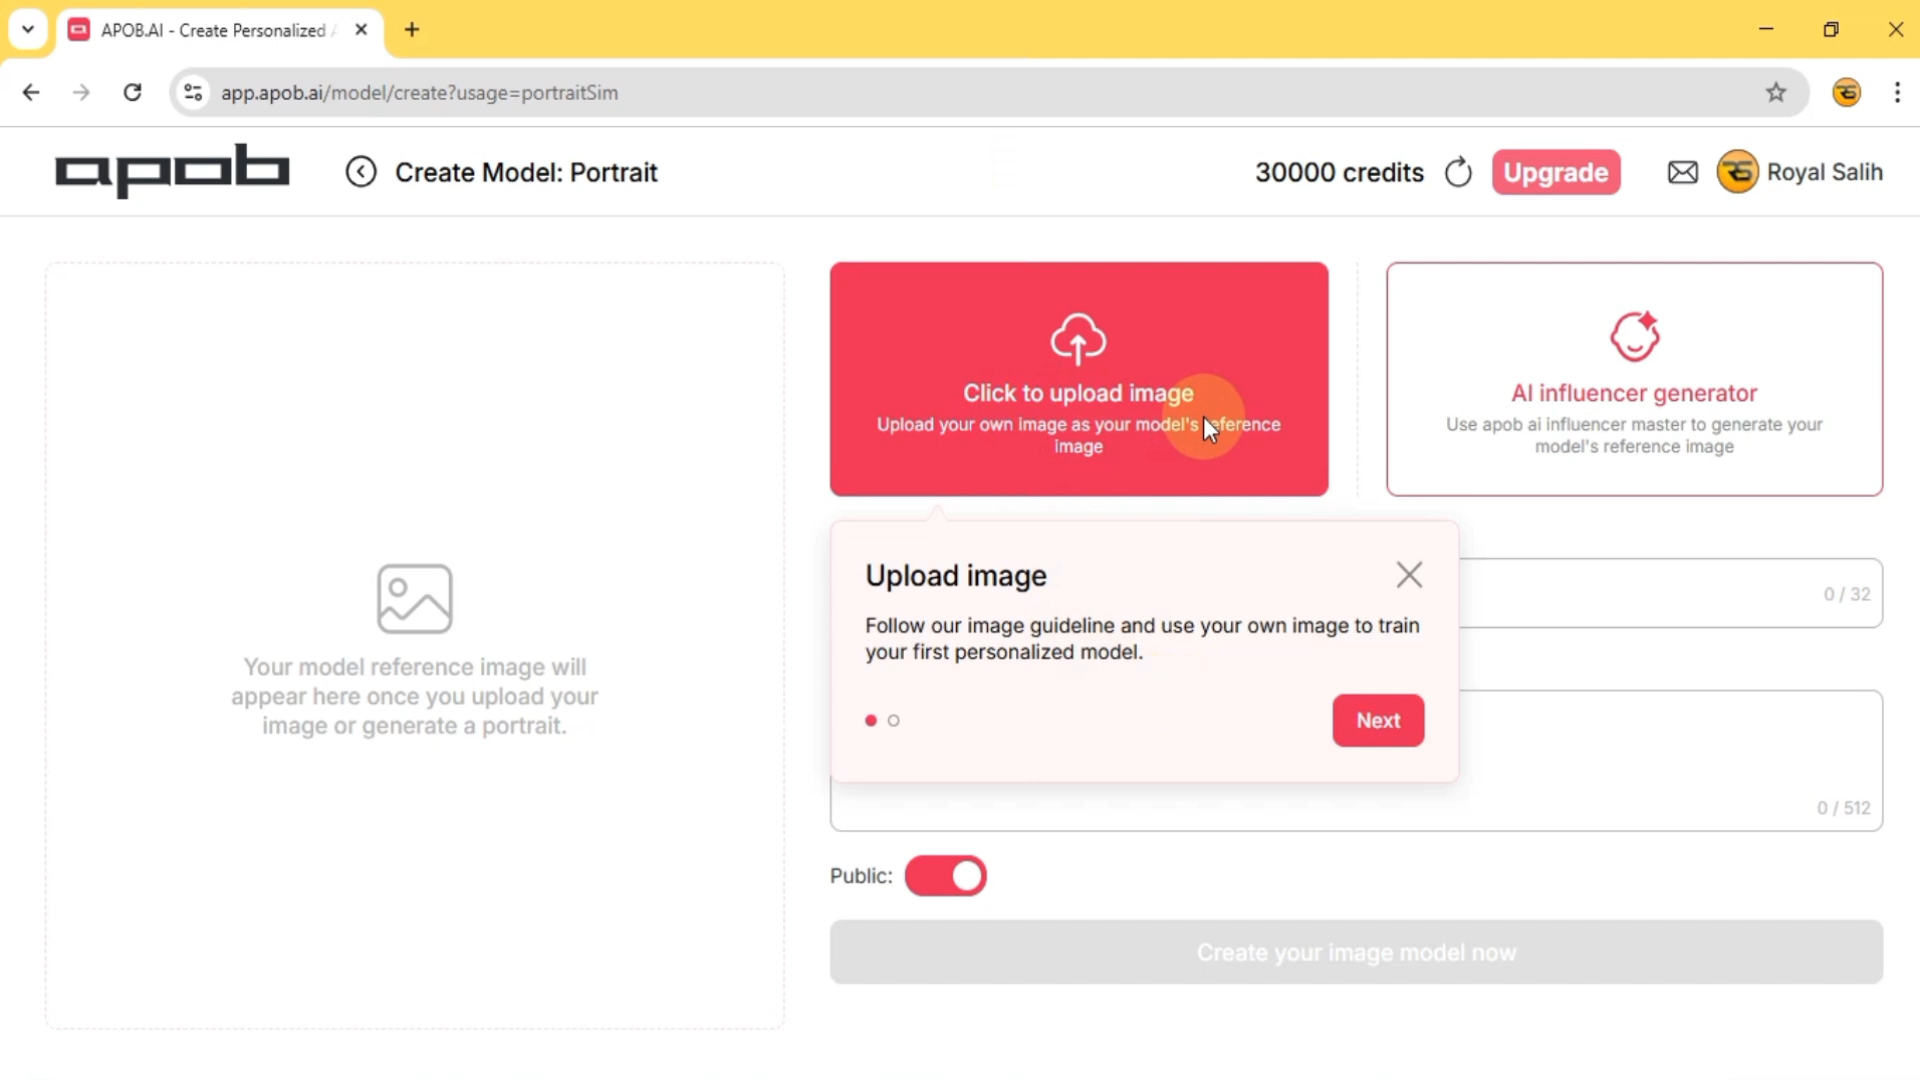 APOB.AI - Create Personalized
app.apob.ai/model/create?usage=portraitSim
apob
Create Model: Portrait
30000 credits
Upgrade
Royal Salih
Click to upload image
Upload your own image as your model's reference
image
AI influencer generator
Use apob ai influencer master to generate your
model's reference image
Your model reference image will
appear here once you upload your
image or generate a portrait.
Upload image
Follow our image guideline and use your own image to train
your first personalized model.
Next
0 / 32
0 / 512
Public:
Create your image model now